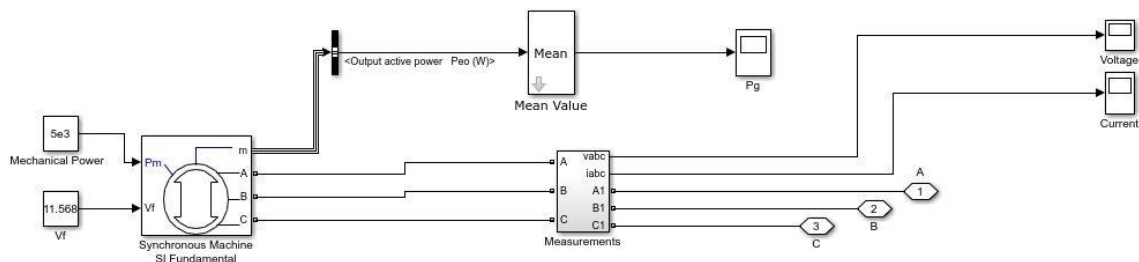 <Output active power   Peo (W)>
Mean
Mean Value
Pg
Voltage
Current
5e3
Mechanical Power
11.568
Vf
Pm
Vf
m
A
B
C
Synchronous Machine
SI Fundamental
A
B
C
vabc
iabc
A1
B1
C1
Measurements
A
1
2
B
3
C